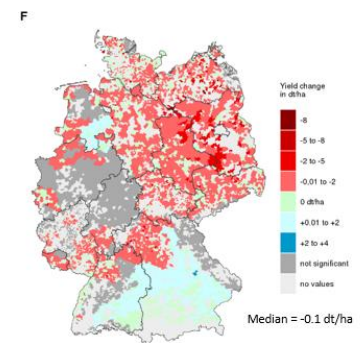 F
Yield change
in dt/ha
-8
-5 to -8
-2 to -5
-0,01 to -2
0 dt/ha
+0.01 to +2
+2 to +4
not significant
no values
Median = -0.1 dt/ha